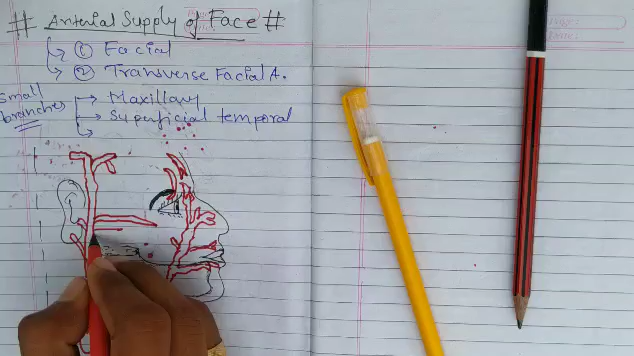 # Arterial Supply of Face #
① Facial
② Transverse Facial A.
Small branches
Maxillary
Superficial temporal